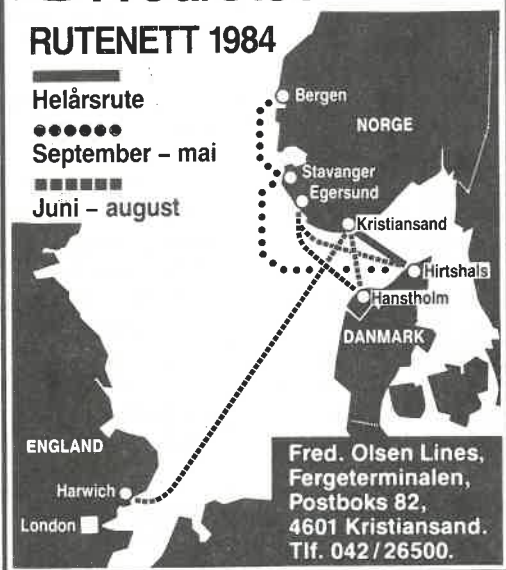 RUTENETT 1984
Helårsrute
September – mai
Juni – august
Bergen
NORGE
Stavanger
Egersund
Kristiansand
Hirtshals
Hanstholm
DANMARK
ENGLAND
Harwich
London
Fred. Olsen Lines,
Fergeterminalen,
Postboks 82,
4601 Kristiansand.
Tlf. 042/26500.